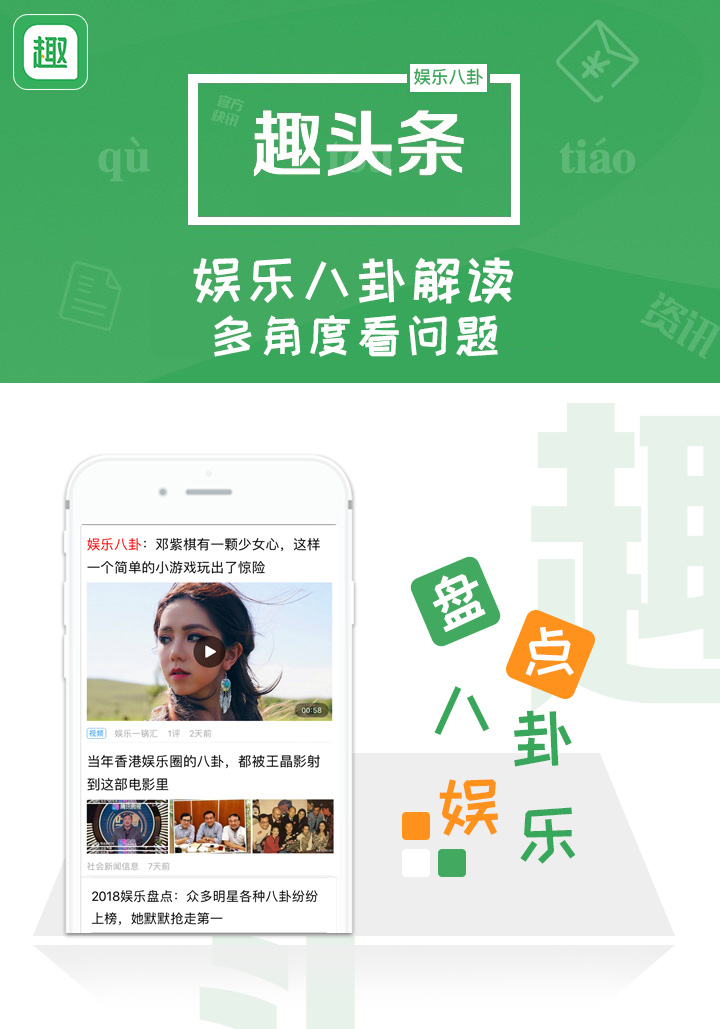 趣
娱乐八卦
官方
快讯
趣头条
qù
tóu
tiáo
娱乐八卦解读
多角度看问题
资讯
趣
娱乐八卦：邓紫棋有一颗少女心，这样
一个简单的小游戏玩出了惊险
00:58
视频 娱乐一锅汇 1评 2天前
当年香港娱乐圈的八卦，都被王晶影射
到这部电影里
社会新闻信息 7天前
2018娱乐盘点：众多明星各种八卦纷纷
上榜，她默默抢走第一
盘点
八卦
娱乐